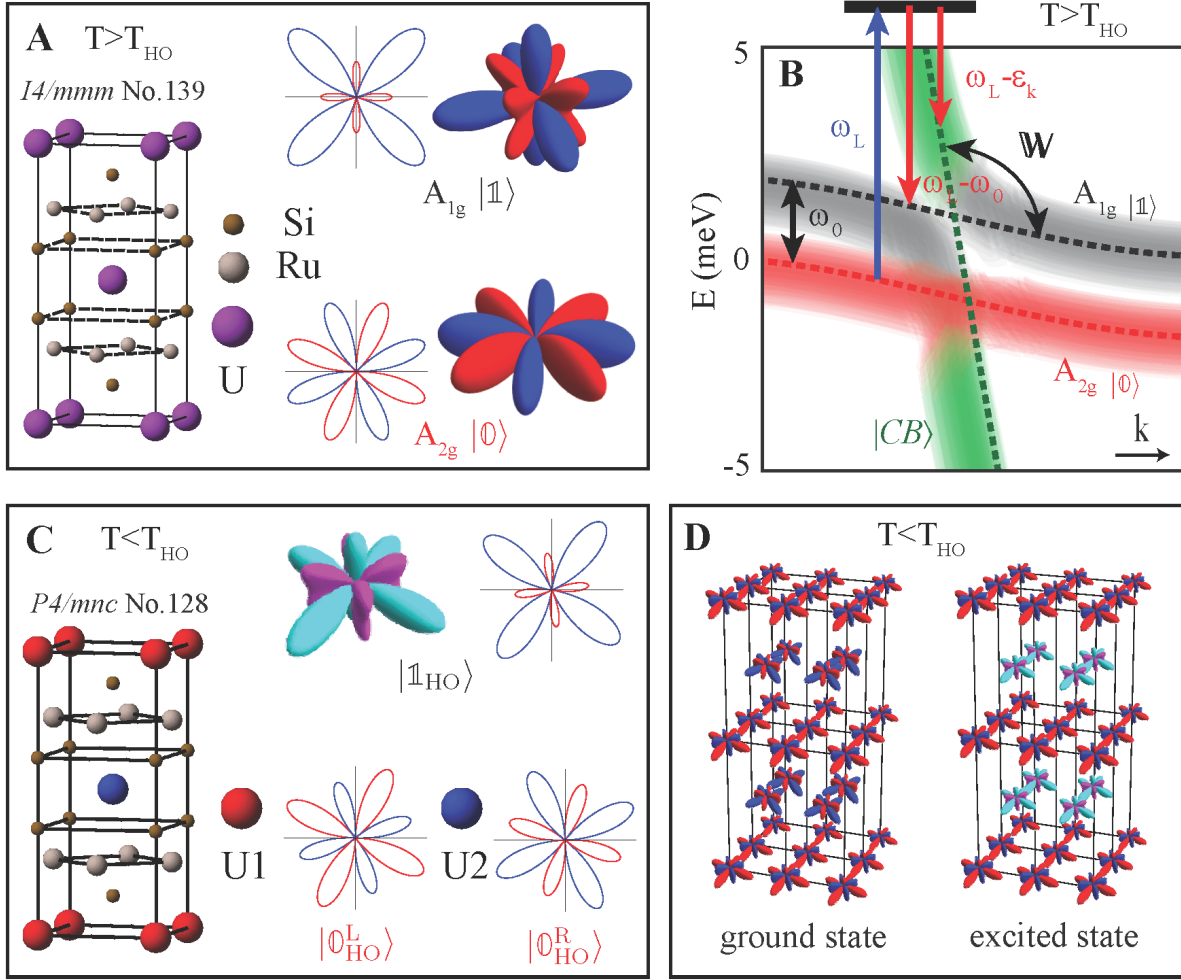 A
T>T_HO
I4/mmm No.139
Si
Ru
U
A_1g |𝟙⟩
A_2g |𝟘⟩
B
T>T_HO
5
0
-5
E (meV)
ω_L
ω_L-ε_k
ω_L-ω_0
𝕎
ω_0
A_1g |𝟙⟩
A_2g |𝟘⟩
|CB⟩
k
C
T<T_HO
P4/mnc No.128
|𝟙_HO⟩
U1
U2
|𝟘^L_HO⟩
|𝟘^R_HO⟩
D
T<T_HO
ground state
excited state